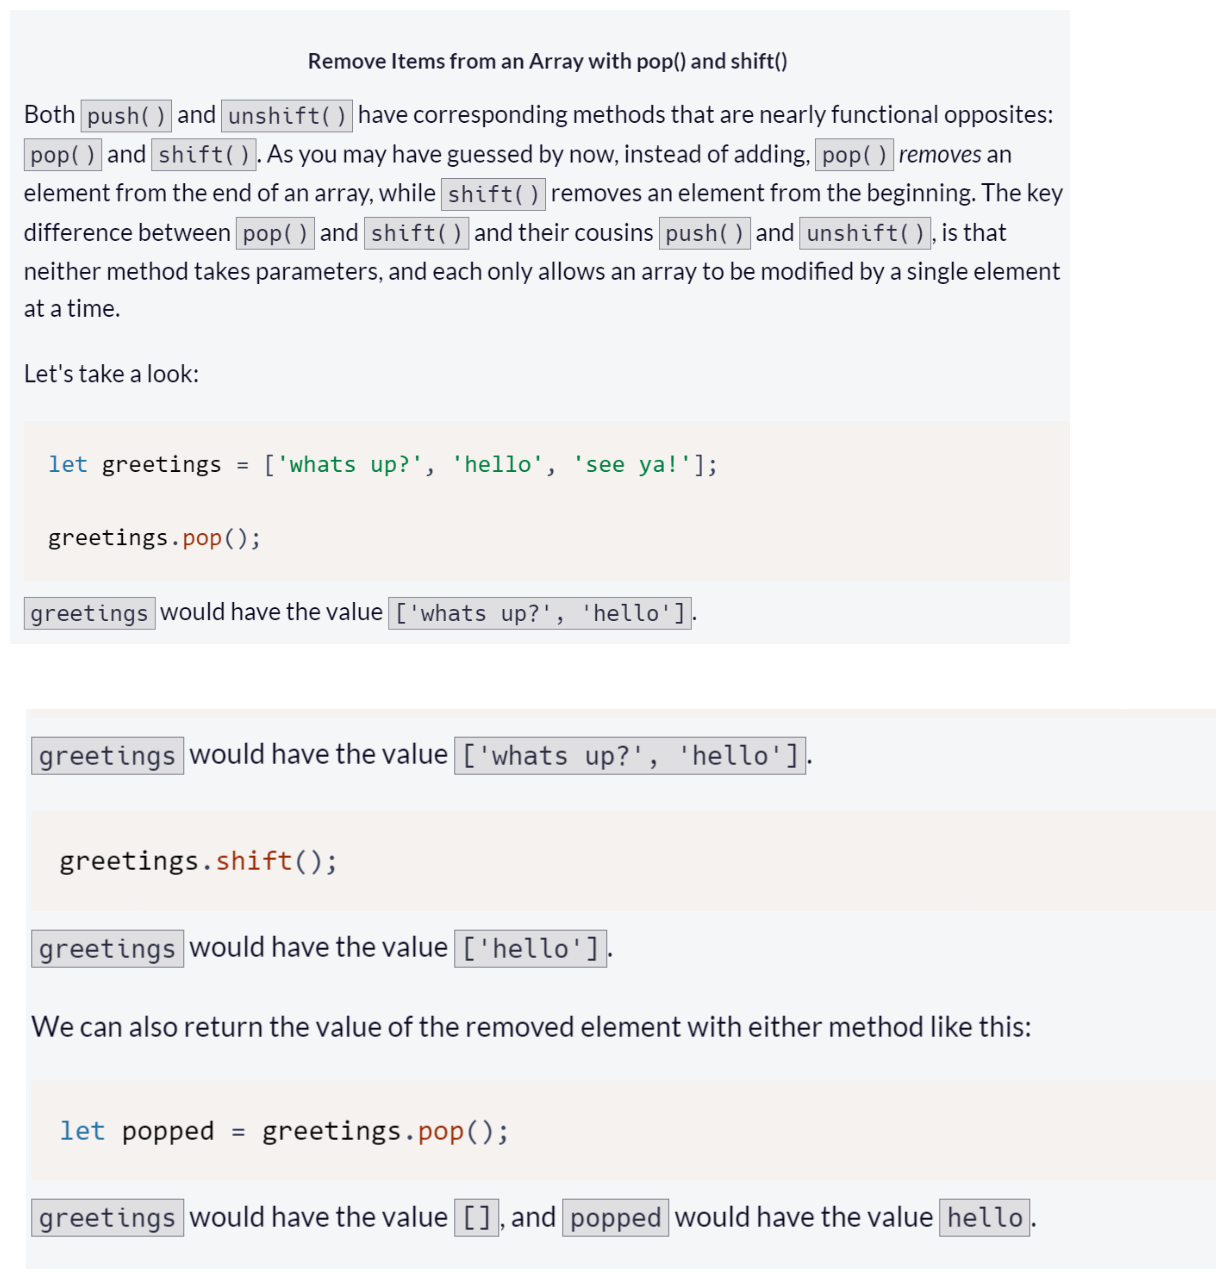 Remove Items from an Array with pop() and shift()
Both push() and unshift() have corresponding methods that are nearly functional opposites:
pop() and shift(). As you may have guessed by now, instead of adding, pop() removes an
element from the end of an array, while shift() removes an element from the beginning. The key
difference between pop() and shift() and their cousins push() and unshift(), is that
neither method takes parameters, and each only allows an array to be modified by a single element
at a time.
Let's take a look:
let greetings = ['whats up?', 'hello', 'see ya!'];
greetings.pop();
greetings would have the value ['whats up?', 'hello'].
greetings would have the value ['whats up?', 'hello'].
greetings.shift();
greetings would have the value ['hello'].
We can also return the value of the removed element with either method like this:
let popped = greetings.pop();
greetings would have the value [], and popped would have the value hello.